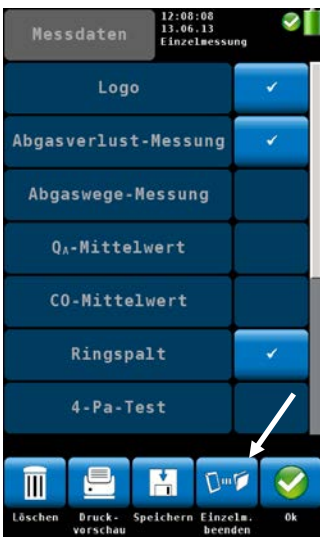 Messdaten
12:08:08
13.06.13
Einzelmessung
Logo
Abgasverlust-Messung
Abgaswege-Messung
QA-Mittelwert
CO-Mittelwert
Ringspalt
4-Pa-Test
Löschen
Druck-
vorschau
Speichern
Einzelm.
beenden
Ok